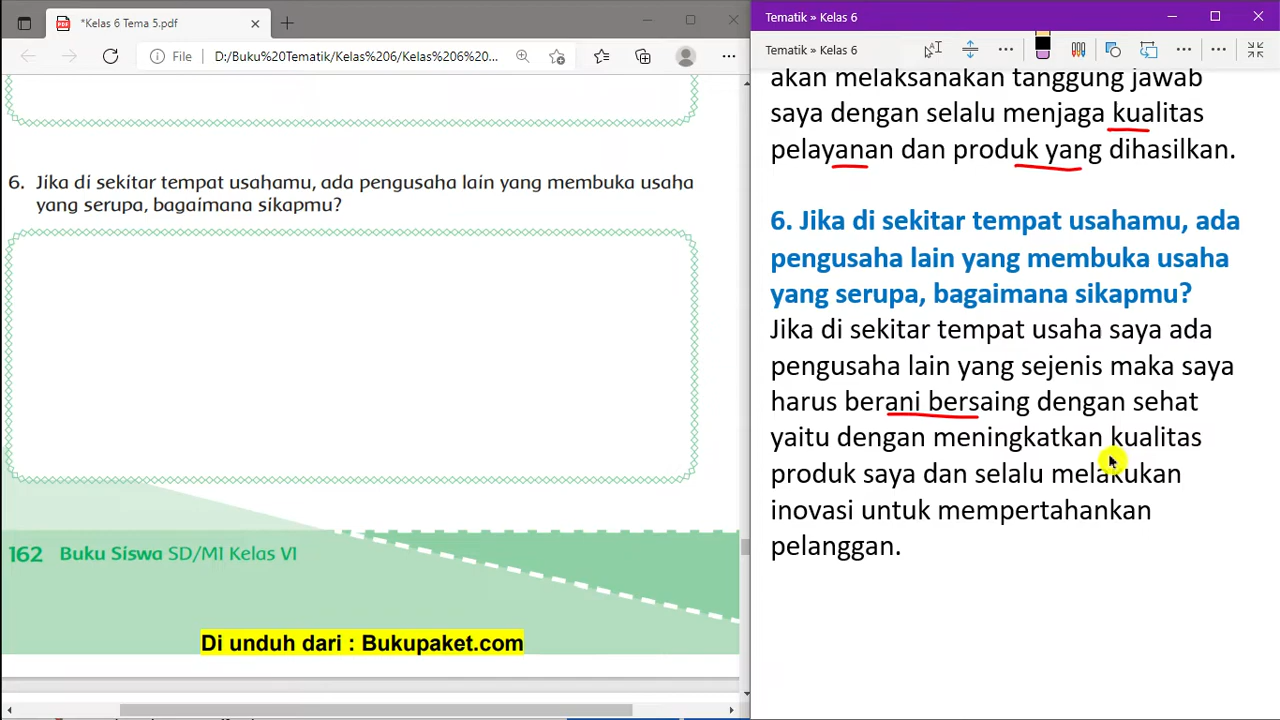 *Kelas 6 Tema 5.pdf
File
D:/Buku%20Tematik/Kelas%206/Kelas%206%20...
6. Jika di sekitar tempat usahamu, ada pengusaha lain yang membuka usaha
yang serupa, bagaimana sikapmu?
162 Buku Siswa SD/MI Kelas VI
Di unduh dari : Bukupaket.com
Tematik » Kelas 6
Tematik » Kelas 6
akan melaksanakan tanggung jawab
saya dengan selalu menjaga kualitas
pelayanan dan produk yang dihasilkan.
6. Jika di sekitar tempat usahamu, ada
pengusaha lain yang membuka usaha
yang serupa, bagaimana sikapmu?
Jika di sekitar tempat usaha saya ada
pengusaha lain yang sejenis maka saya
harus berani bersaing dengan sehat
yaitu dengan meningkatkan kualitas
produk saya dan selalu melakukan
inovasi untuk mempertahankan
pelanggan.